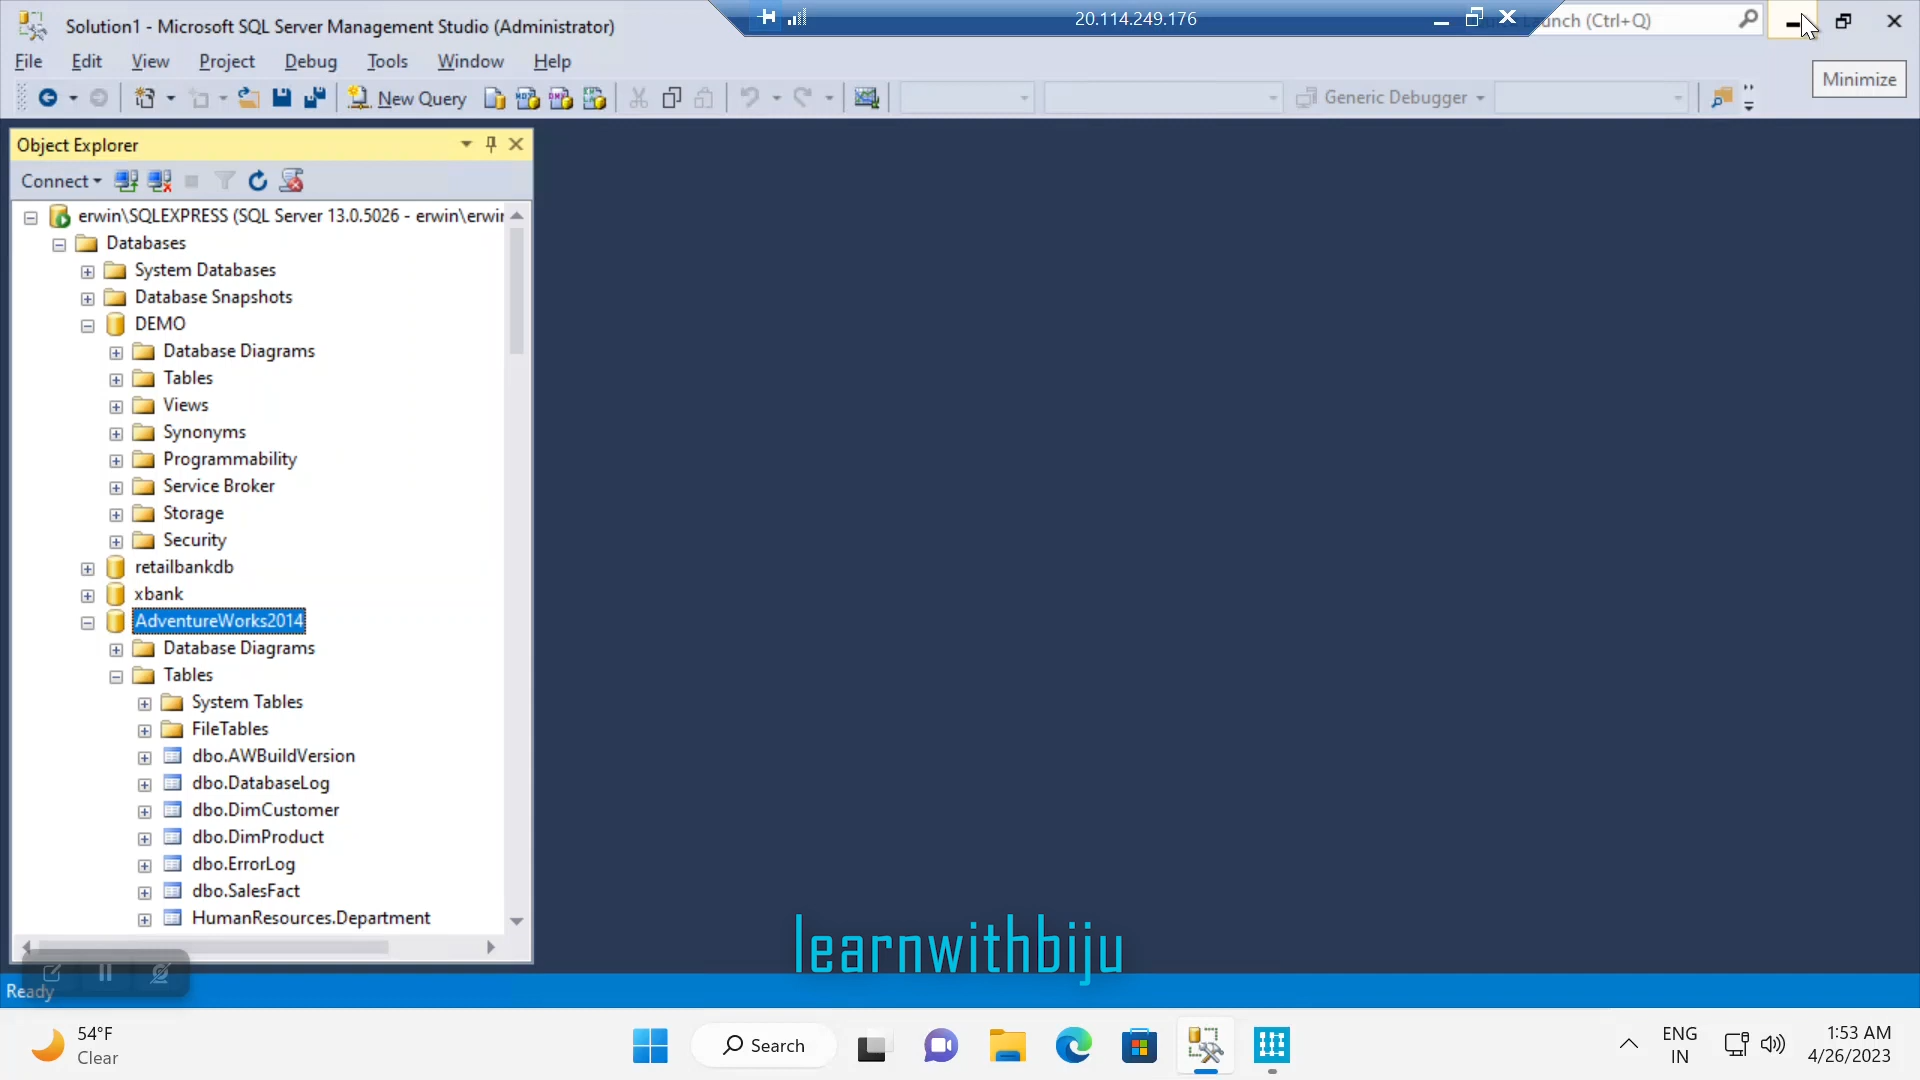 Solution1 - Microsoft SQL Server Management Studio (Administrator)
20.114.249.176
unch (Ctrl+Q)
File Edit View Project Debug Tools Window Help
Minimize
New Query
Generic Debugger
Object Explorer
Connect
erwin\SQLEXPRESS (SQL Server 13.0.5026 - erwin\erwin
Databases
System Databases
Database Snapshots
DEMO
Database Diagrams
Tables
Views
Synonyms
Programmability
Service Broker
Storage
Security
retailbankdb
xbank
AdventureWorks2014
Database Diagrams
Tables
System Tables
FileTables
dbo.AWBuildVersion
dbo.DatabaseLog
dbo.DimCustomer
dbo.DimProduct
dbo.ErrorLog
dbo.SalesFact
HumanResources.Department
learnwithbiju
Ready
54°F
Clear
Search
ENG
IN
1:53 AM
4/26/2023